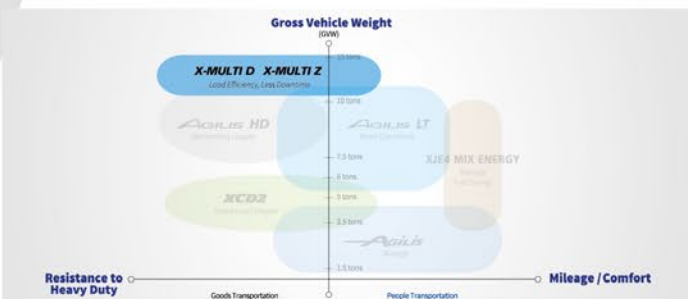 Gross Vehicle Weight
(GVW)
15 tons
X-MULTI D X-MULTI Z
Load Efficiency, Less Downtime
10 tons
AGILIS HD
AGILIS LT
7.5 tons
XJE4 MIX ENERGY
6 tons
5 tons
XCD2
3.5 tons
AGILIS
1.5 tons
Resistance to
Heavy Duty
Mileage / Comfort
Goods Transportation
People Transportation